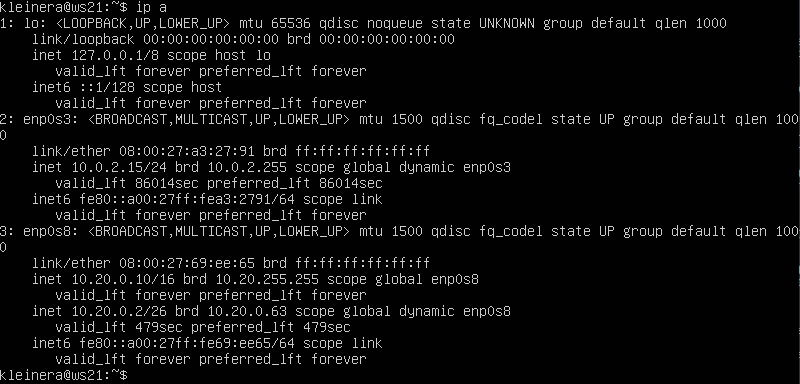 kleinera@ws21:~$ ip a
1: lo: <LOOPBACK,UP,LOWER_UP> mtu 65536 qdisc noqueue state UNKNOWN group default qlen 1000
    link/loopback 00:00:00:00:00:00 brd 00:00:00:00:00:00
    inet 127.0.0.1/8 scope host lo
       valid_lft forever preferred_lft forever
    inet6 ::1/128 scope host
       valid_lft forever preferred_lft forever
2: enp0s3: <BROADCAST,MULTICAST,UP,LOWER_UP> mtu 1500 qdisc fq_codel state UP group default qlen 100
0
    link/ether 08:00:27:a3:27:91 brd ff:ff:ff:ff:ff:ff
    inet 10.0.2.15/24 brd 10.0.2.255 scope global dynamic enp0s3
       valid_lft 86014sec preferred_lft 86014sec
    inet6 fe80::a00:27ff:fea3:2791/64 scope link
       valid_lft forever preferred_lft forever
3: enp0s8: <BROADCAST,MULTICAST,UP,LOWER_UP> mtu 1500 qdisc fq_codel state UP group default qlen 100
0
    link/ether 08:00:27:69:ee:65 brd ff:ff:ff:ff:ff:ff
    inet 10.20.0.10/16 brd 10.20.255.255 scope global enp0s8
       valid_lft forever preferred_lft forever
    inet 10.20.0.2/26 brd 10.20.0.63 scope global dynamic enp0s8
       valid_lft 479sec preferred_lft 479sec
    inet6 fe80::a00:27ff:fe69:ee65/64 scope link
       valid_lft forever preferred_lft forever
kleinera@ws21:~$